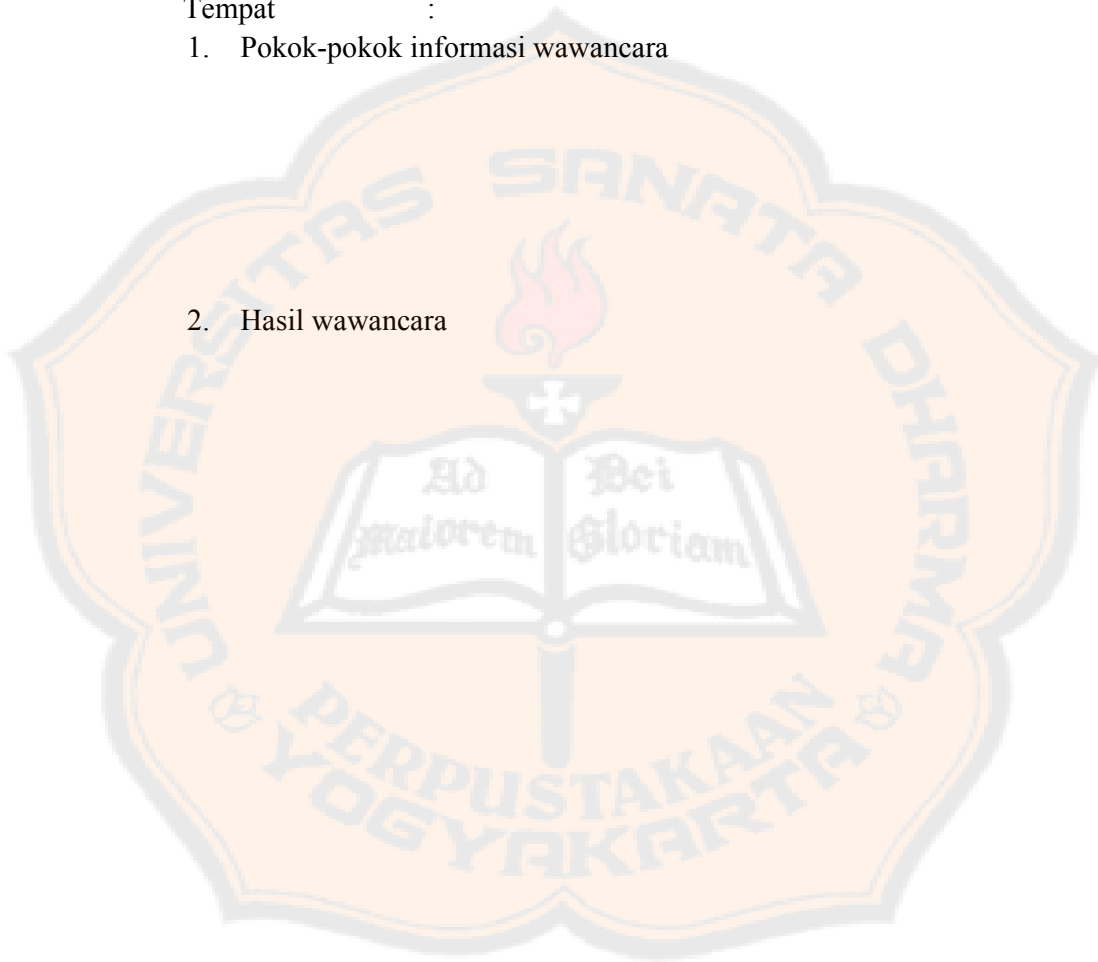 Tempat :
1. Pokok-pokok informasi wawancara
UNIVERSITAS SANATA DHARMA
2. Hasil wawancara
Ad Dei
Maiorem Gloriam
PERPUSTAKAAN
YOGYAKARTA